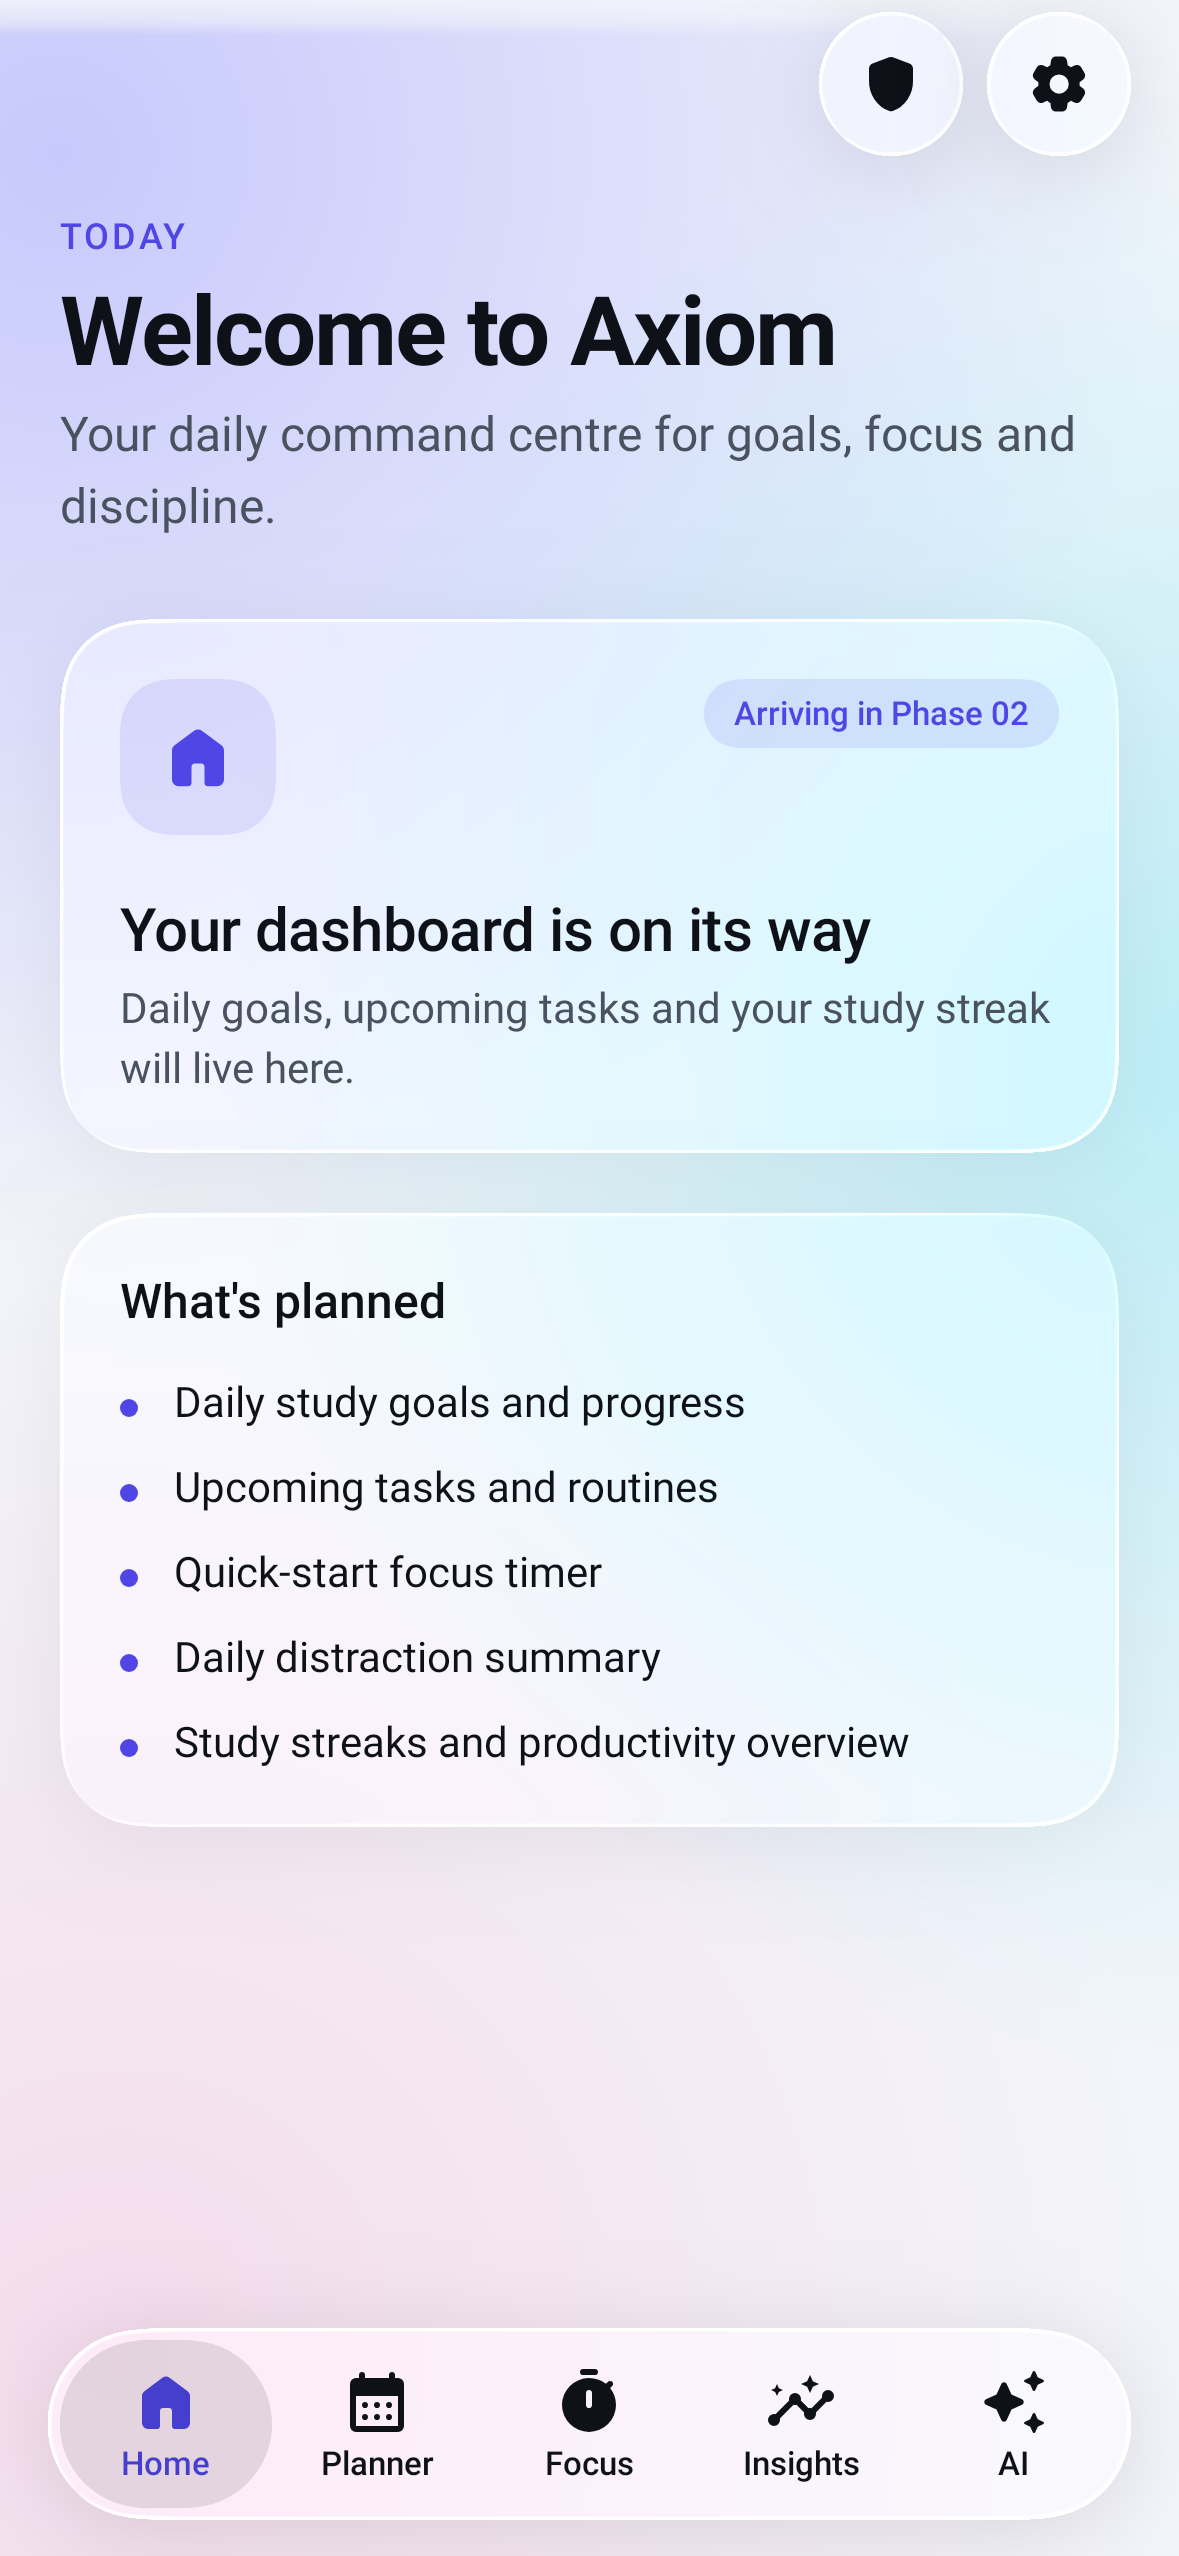 TODAY
Welcome to Axiom
Your daily command centre for goals, focus and
discipline.
Arriving in Phase 02
Your dashboard is on its way
Daily goals, upcoming tasks and your study streak
will live here.
What's planned
Daily study goals and progress
Upcoming tasks and routines
Quick-start focus timer
Daily distraction summary
Study streaks and productivity overview
Home
Planner
Focus
Insights
AI